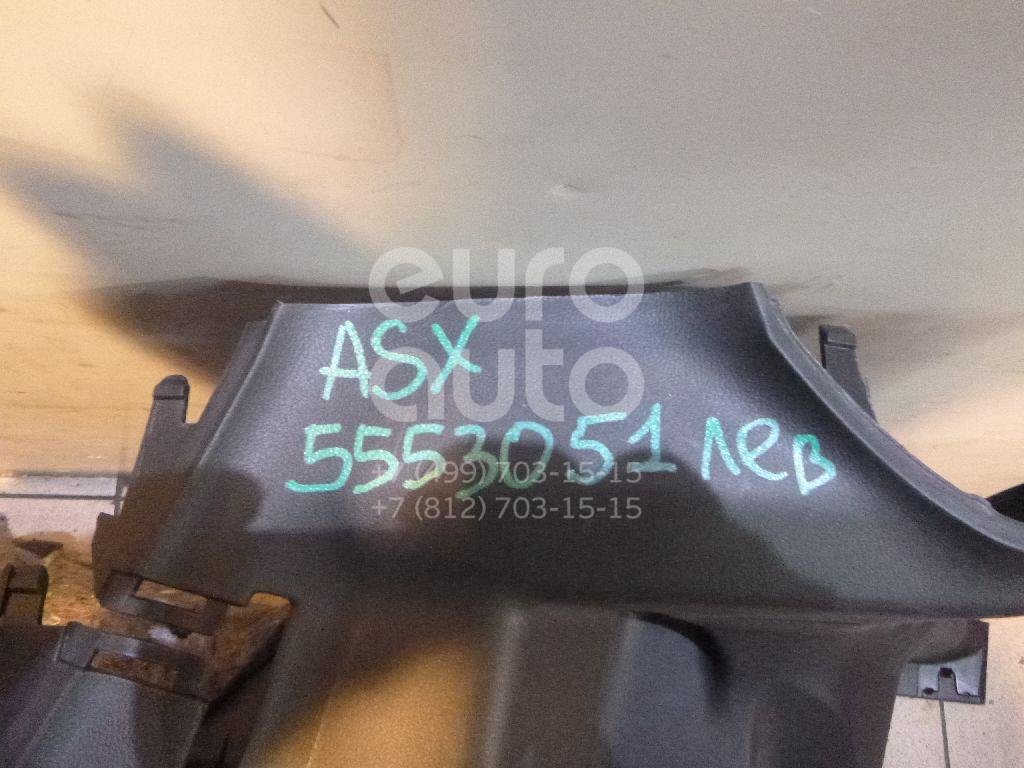 euro
auto
ASX
5553051 лев
+7 (499) 703-15-15
+7 (812) 703-15-15